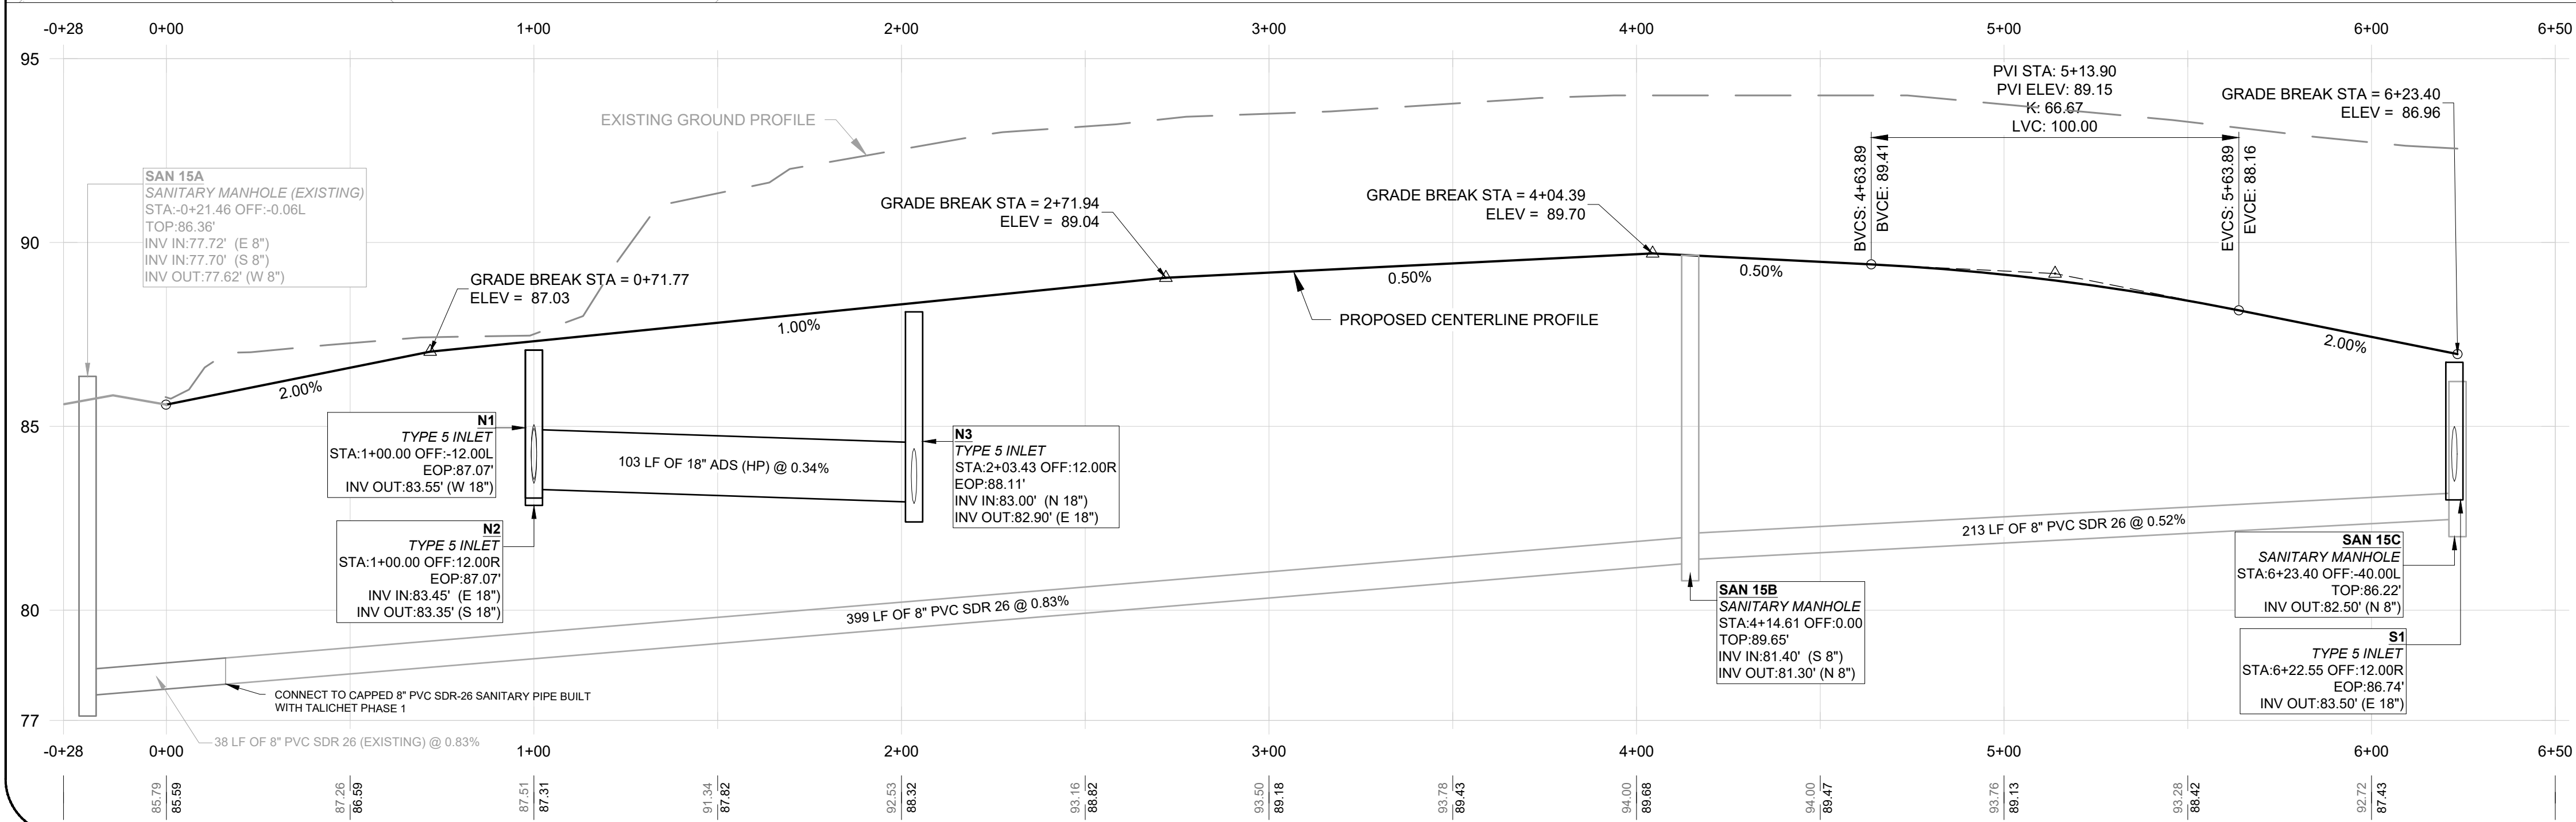 -0+28 0+00 1+00 2+00 3+00 4+00 5+00 6+00 6+50
95
90
85
80
77
EXISTING GROUND PROFILE
SAN 15A
SANITARY MANHOLE (EXISTING)
STA:-0+21.46 OFF:-0.06L
TOP:86.36'
INV IN:77.72' (E 8")
INV IN:77.70' (S 8")
INV OUT:77.62' (W 8")
GRADE BREAK STA = 0+71.77
ELEV = 87.03
GRADE BREAK STA = 2+71.94
ELEV = 89.04
GRADE BREAK STA = 4+04.39
ELEV = 89.70
PVI STA: 5+13.90
PVI ELEV: 89.15
K: 66.67
LVC: 100.00
BVCS: 4+63.89
BVCE: 89.41
EVCS: 5+63.89
EVCE: 88.16
GRADE BREAK STA = 6+23.40
ELEV = 86.96
2.00%
1.00%
0.50%
0.50%
2.00%
PROPOSED CENTERLINE PROFILE
N1
TYPE 5 INLET
STA:1+00.00 OFF:-12.00L
EOP:87.07'
INV OUT:83.55' (W 18")
N2
TYPE 5 INLET
STA:1+00.00 OFF:12.00R
EOP:87.07'
INV IN:83.45' (E 18")
INV OUT:83.35' (S 18")
103 LF OF 18" ADS (HP) @ 0.34%
N3
TYPE 5 INLET
STA:2+03.43 OFF:12.00R
EOP:88.11'
INV IN:83.00' (N 18")
INV OUT:82.90' (E 18")
399 LF OF 8" PVC SDR 26 @ 0.83%
213 LF OF 8" PVC SDR 26 @ 0.52%
SAN 15B
SANITARY MANHOLE
STA:4+14.61 OFF:0.00
TOP:89.65'
INV IN:81.40' (S 8")
INV OUT:81.30' (N 8")
SAN 15C
SANITARY MANHOLE
STA:6+23.40 OFF:-40.00L
TOP:86.22'
INV OUT:82.50' (N 8")
S1
TYPE 5 INLET
STA:6+22.55 OFF:12.00R
EOP:86.74'
INV OUT:83.50' (E 18")
CONNECT TO CAPPED 8" PVC SDR-26 SANITARY PIPE BUILT
WITH TALICHET PHASE 1
38 LF OF 8" PVC SDR 26 (EXISTING) @ 0.83%
-0+28 0+00 1+00 2+00 3+00 4+00 5+00 6+00 6+50
85.79
85.59
87.26
86.59
87.51
87.31
91.34
87.82
92.53
88.32
93.16
88.82
93.50
89.18
93.78
89.43
94.00
89.68
94.00
89.47
93.76
89.13
93.28
88.42
92.72
87.43